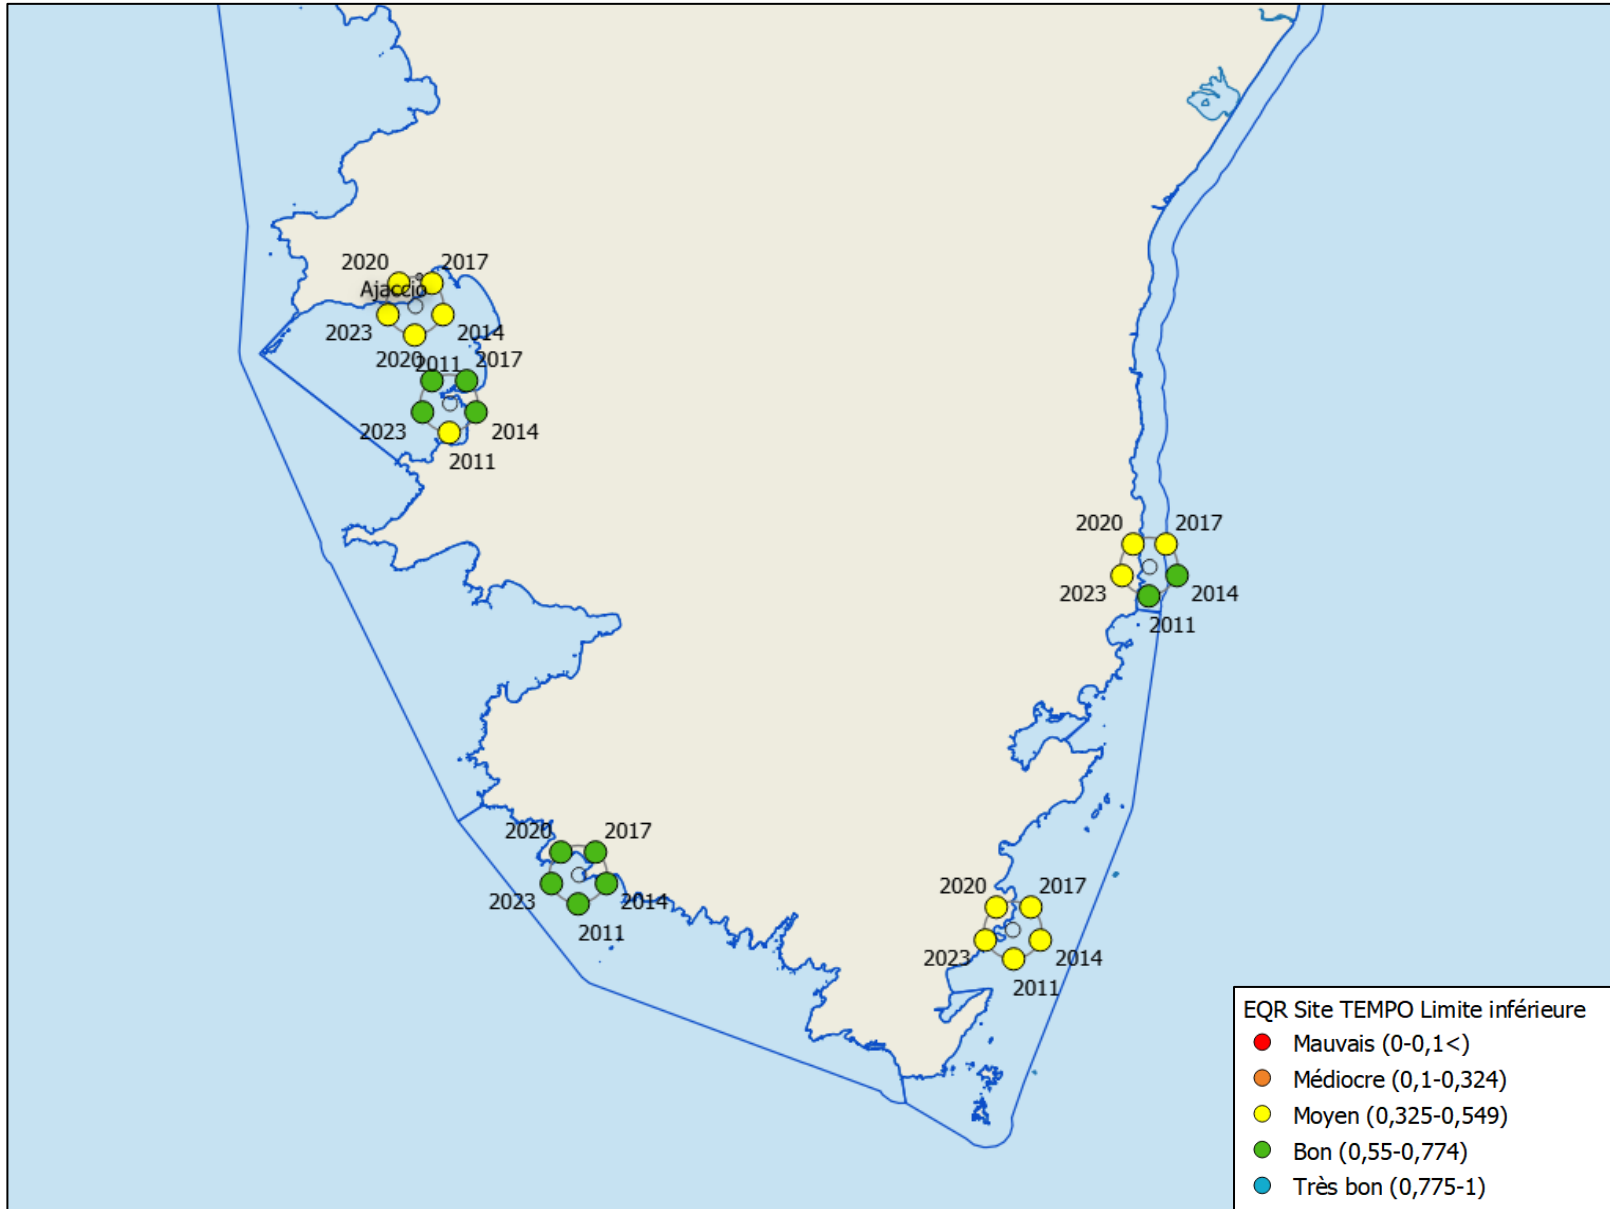 2020 2017
Ajaccio
2023 2014
2011
2020 2017
2023 2014
2011
2020 2017
2023 2014
2011
2020 2017
2023 2014
2011
2020 2017
2023 2014
2011
EQR Site TEMPO Limite inférieure
Mauvais (0-0,1<)
Médiocre (0,1-0,324)
Moyen (0,325-0,549)
Bon (0,55-0,774)
Très bon (0,775-1)